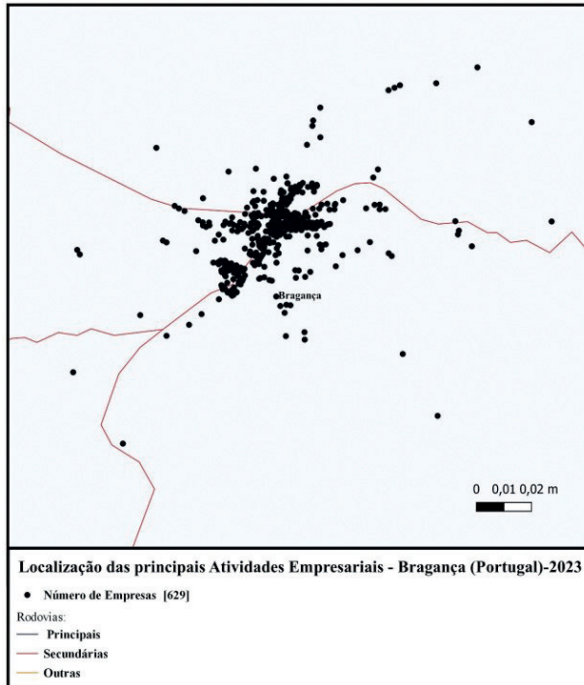 Bragança
0 0,01 0,02 m
Localização das principais Atividades Empresariais - Bragança (Portugal)-2023
Número de Empresas [629]
Rodovias:
Principais
Secundárias
Outras